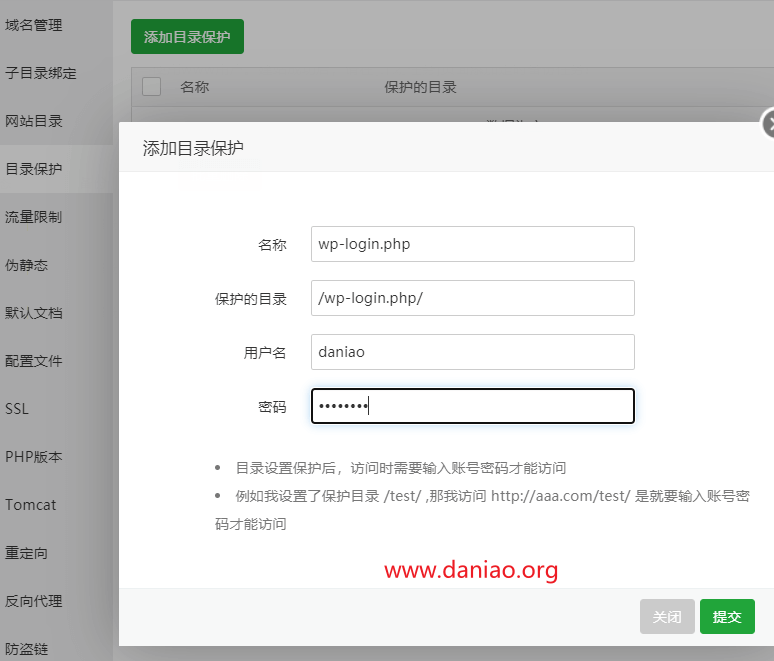 域名管理
子目录绑定
网站目录
目录保护
流量限制
伪静态
默认文档
配置文件
SSL
PHP版本
Tomcat
重定向
反向代理
防盗链
添加目录保护
名称 保护的目录
添加目录保护
名称 wp-login.php
保护的目录 /wp-login.php/
用户名 daniao
密码 ••••••••
• 目录设置保护后，访问时需要输入账号密码才能访问
• 例如我设置了保护目录 /test/ ,那我访问 http://aaa.com/test/ 是就要输入账号密
码才能访问
www.daniao.org
关闭 提交